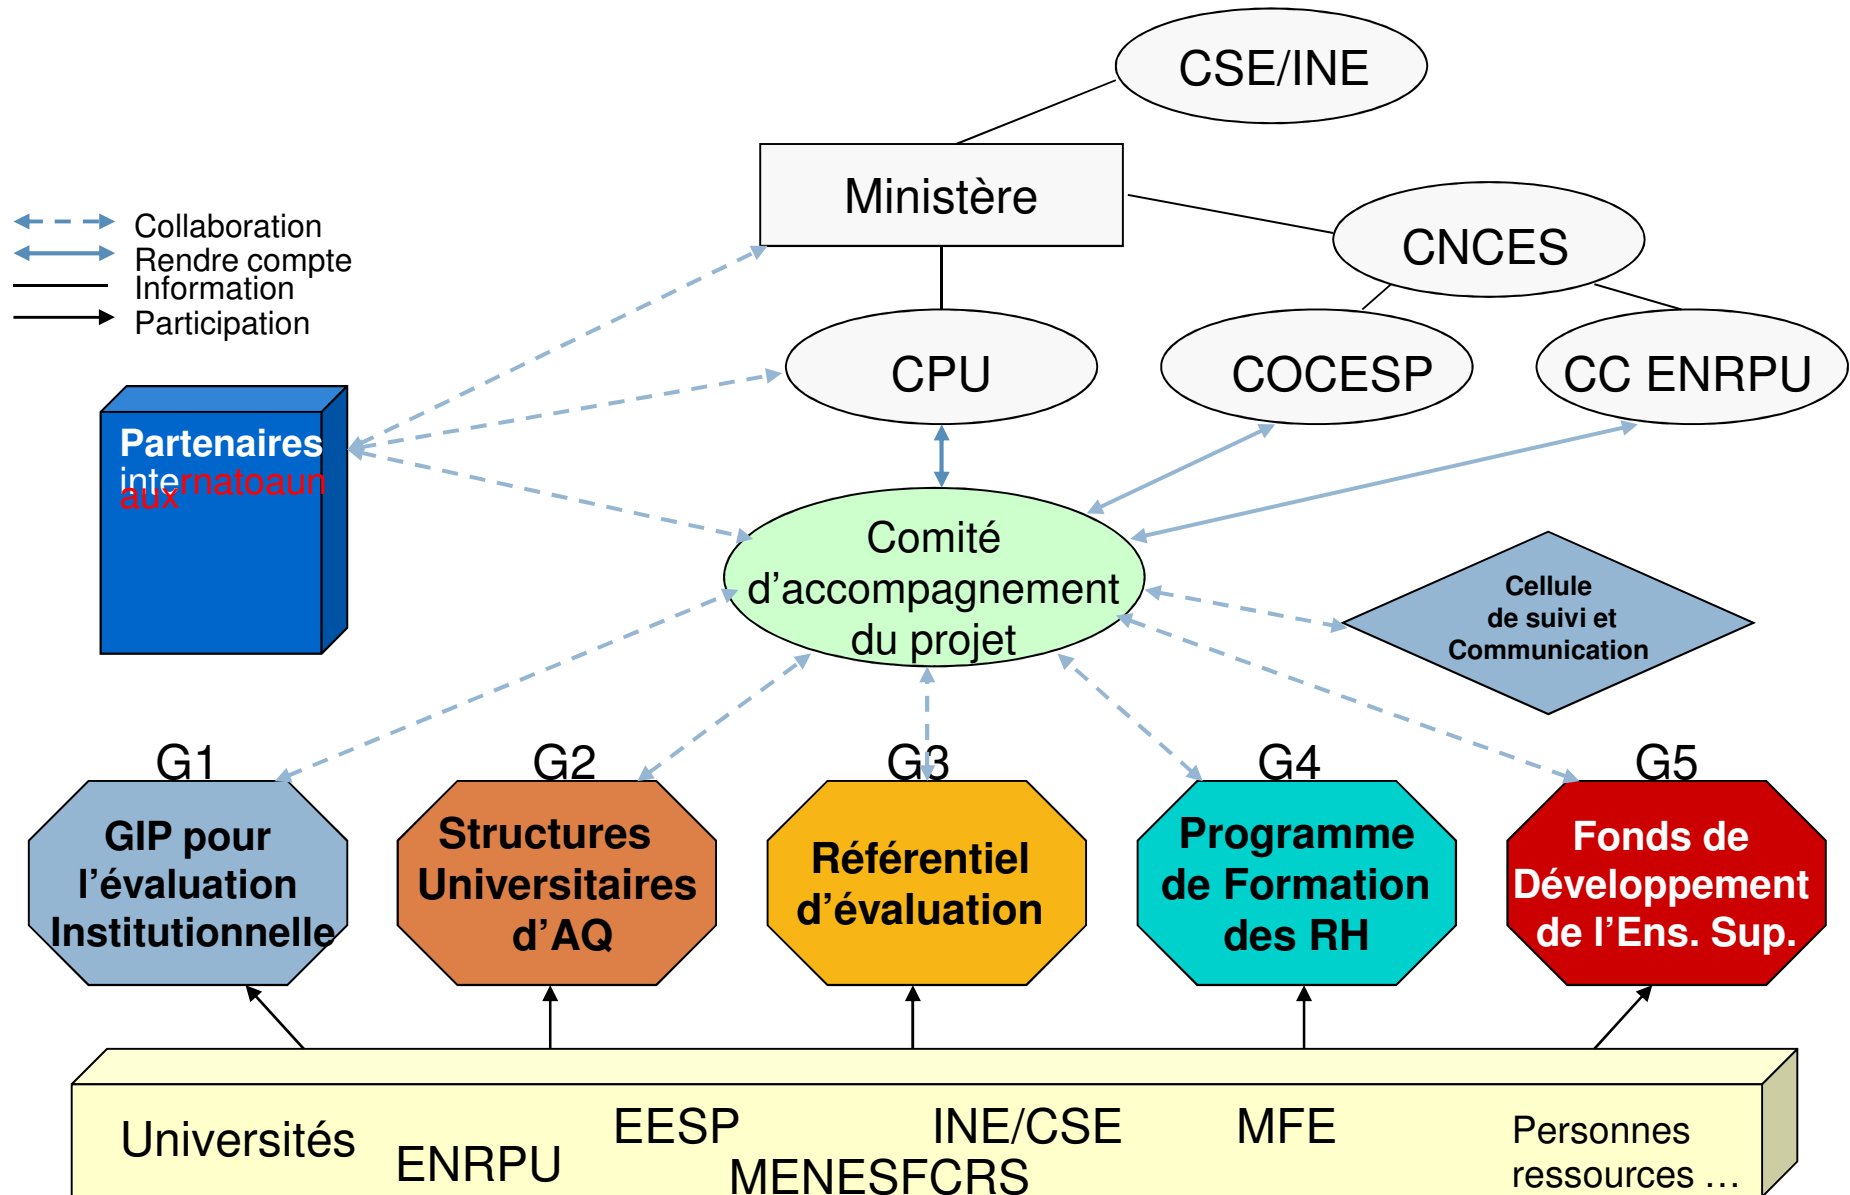 CSE/INE
Ministère
CNCES
Collaboration
Rendre compte
Information
Participation
CPU
COCESP
CC ENRPU
Partenaires
internatoaun
aux
Comité
d’accompagnement
du projet
Cellule
de suivi et
Communication
G1
G2
G3
G4
G5
GIP pour
l’évaluation
Institutionnelle
Structures
Universitaires
d’AQ
Référentiel
d’évaluation
Programme
de Formation
des RH
Fonds de
Développement
de l’Ens. Sup.
Universités
ENRPU
EESP
MENESFCRS
INE/CSE
MFE
Personnes
ressources …